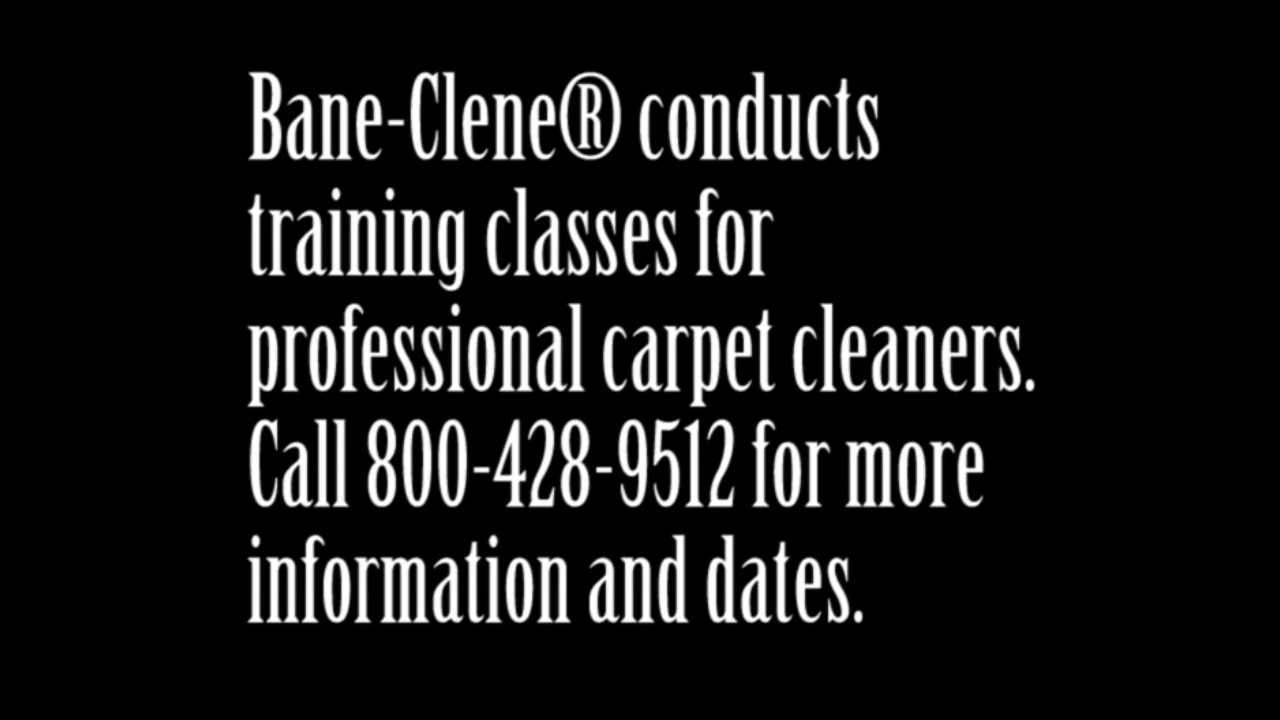 Bane-Clene® conducts
training classes for
professional carpet cleaners.
Call 800-428-9512 for more
information and dates.